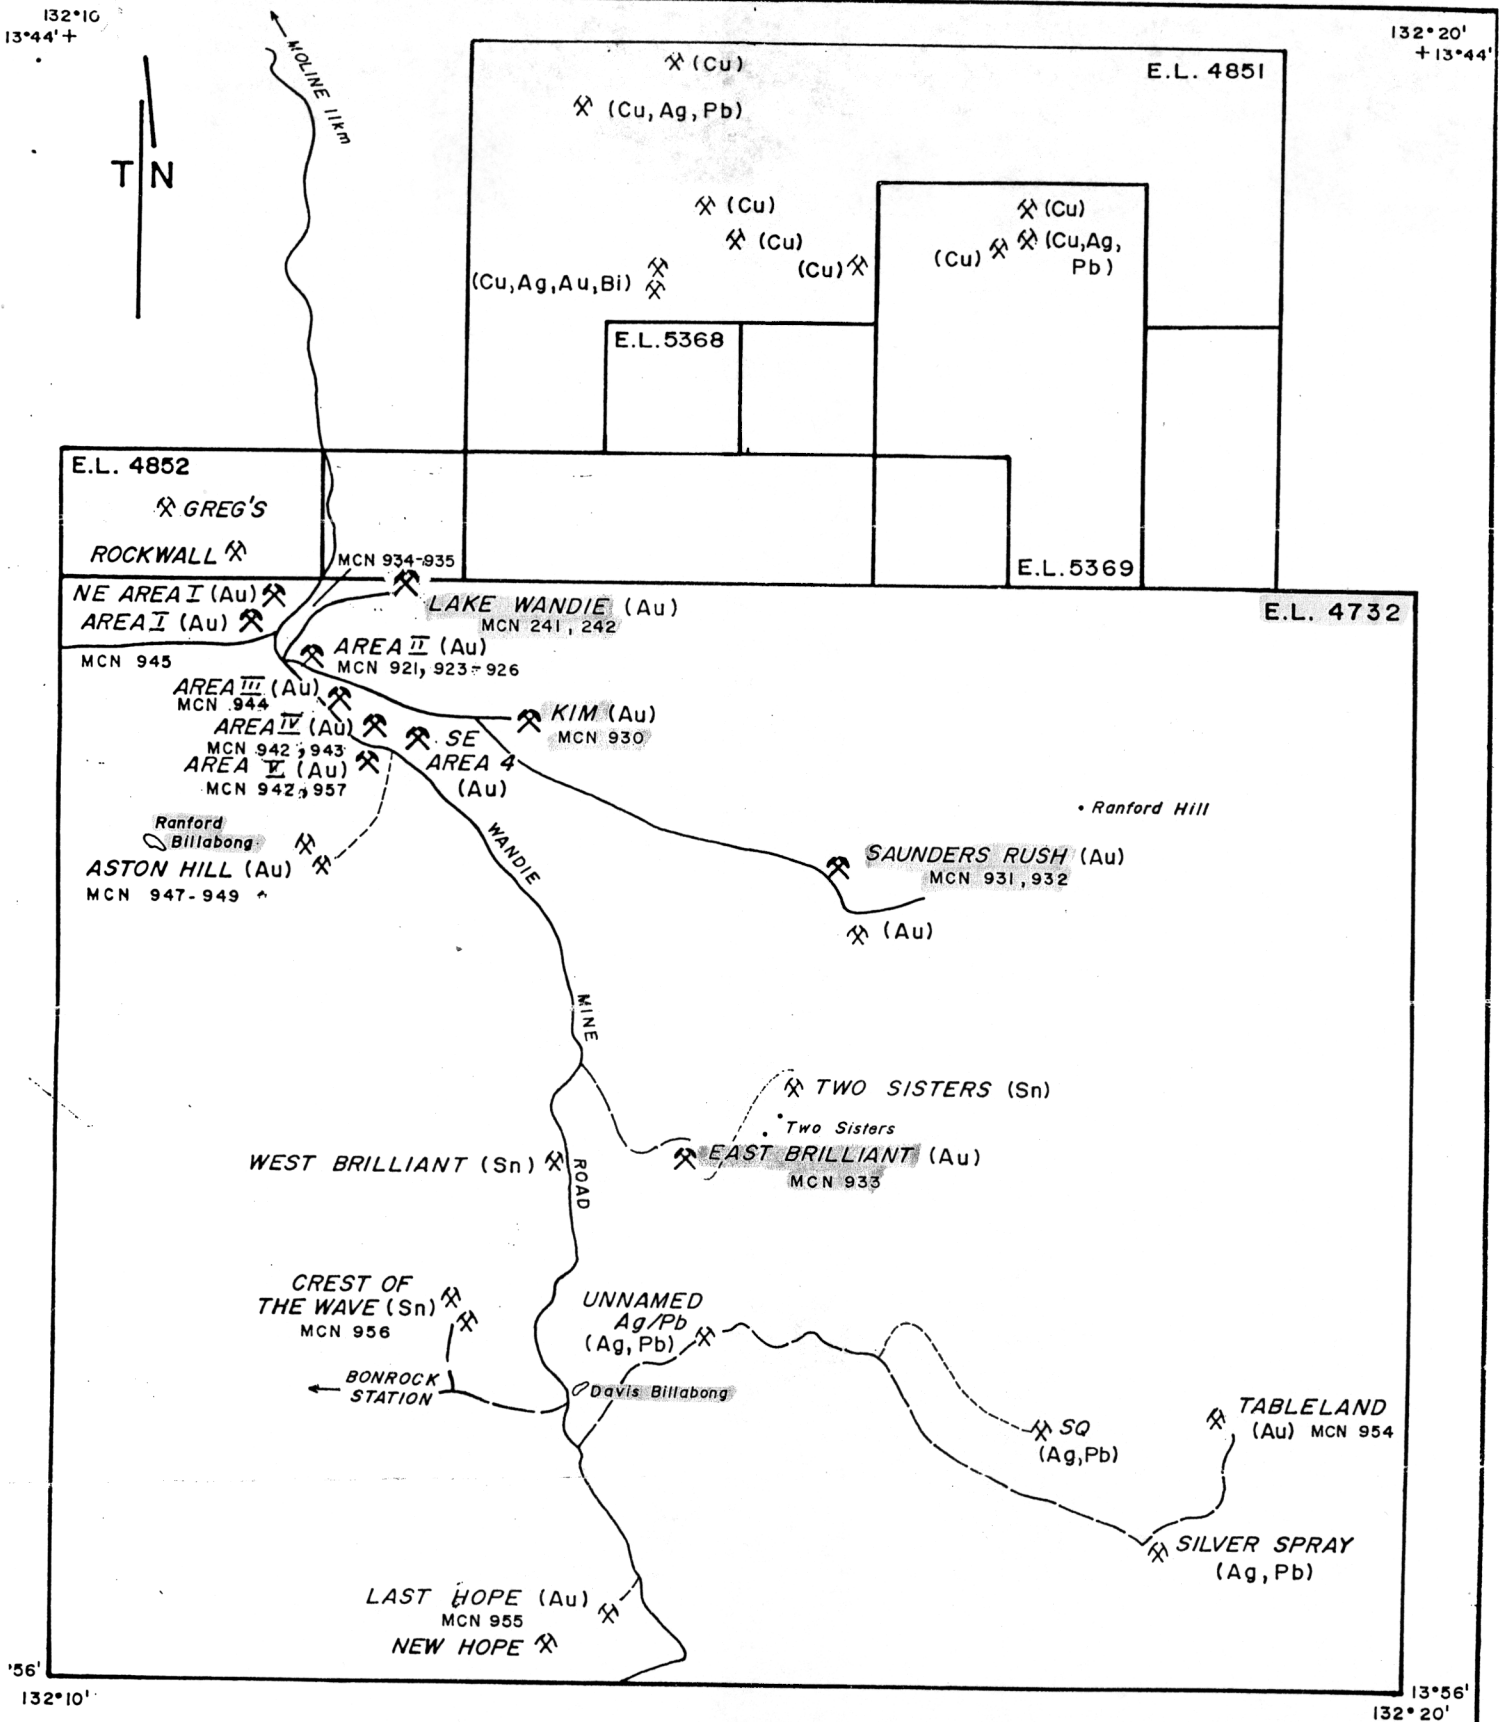 132°10
13°44'+
132°20'
+13°44'
MOLINE 11km
T N
E.L. 4851
(Cu)
(Cu, Ag, Pb)
(Cu)
(Cu)
(Cu)
(Cu, Ag, Au, Bi)
(Cu)
(Cu)
(Cu, Ag,
Pb)
E.L. 5368
E.L. 4852
GREG'S
ROCKWALL
MCN 934-935
E.L. 5369
NE AREA I (Au)
AREA I (Au)
LAKE WANDIE (Au)
MCN 241, 242
E.L. 4732
MCN 945
AREA II (Au)
MCN 921, 923-926
AREA III (Au)
MCN 944
AREA IV (Au)
MCN 942, 943
AREA V (Au)
MCN 942, 957
SE
AREA 4
(Au)
KIM (Au)
MCN 930
Ranford Hill
Ranford
Billabong
ASTON HILL (Au)
MCN 947-949
WANDIE
MINE
ROAD
SAUNDERS RUSH (Au)
MCN 931, 932
(Au)
TWO SISTERS (Sn)
Two Sisters
WEST BRILLIANT (Sn)
EAST BRILLIANT (Au)
MCN 933
CREST OF
THE WAVE (Sn)
MCN 956
UNNAMED
Ag/Pb
(Ag, Pb)
BONROCK
STATION
Davis Billabong
SQ
(Ag, Pb)
TABLELAND
(Au) MCN 954
SILVER SPRAY
(Ag, Pb)
LAST HOPE (Au)
MCN 955
NEW HOPE
'56'
132°10'
13°56'
132°20'